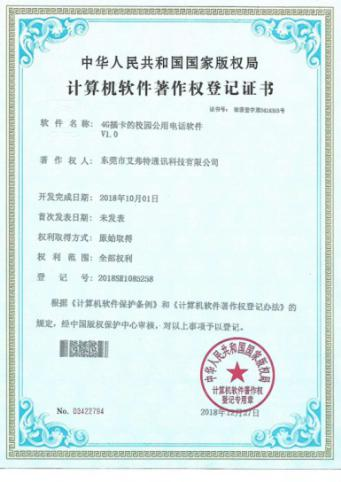 中华人民共和国国家版权局
计算机软件著作权登记证书
证书号: 软著登字第3414353号
软件名称: 4G插卡的校园公用电话软件
V1.0
著作权人: 东莞市艾弗特通讯科技有限公司
开发完成日期: 2018年10月01日
首次发表日期: 未发表
权利取得方式: 原始取得
权利范围: 全部权利
登记号: 2018SR1085258
根据《计算机软件保护条例》和《计算机软件著作权登记办法》的
规定,经中国版权保护中心审核,对以上事项予以登记。
中华人民共和国国家版权局
计算机软件著作权
登记专用章
No. 03422794
2018年12月27日